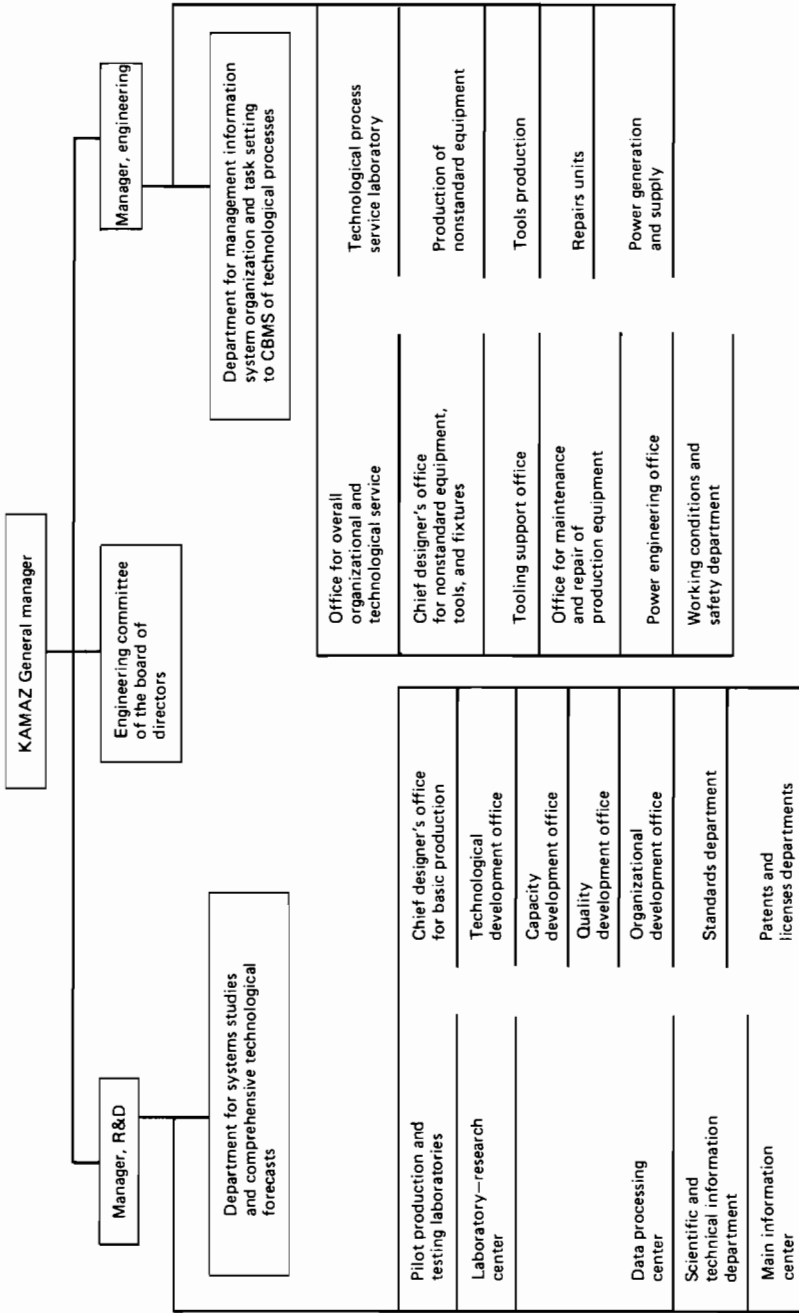 KAMAZ General manager
Manager, R&D
Engineering committee
of the board of
directors
Manager, engineering
Department for systems studies
and comprehensive technological
forecasts
Department for management information
system organization and task setting
to CBMS of technological processes
Pilot production and
testing laboratories
Chief designer's office
for basic production
Laboratory—research
center
Technological
development office
Capacity
development office
Quality
development office
Data processing
center
Organizational
development office
Scientific and
technical information
department
Standards department
Main information
center
Patents and
licenses departments
Office for overall
organizational and
technological service
Technological process
service laboratory
Chief designer's office
for nonstandard equipment,
tools, and fixtures
Production of
nonstandard equipment
Tooling support office
Tools production
Office for maintenance
and repair of
production equipment
Repairs units
Power engineering office
Power generation
and supply
Working conditions and
safety department